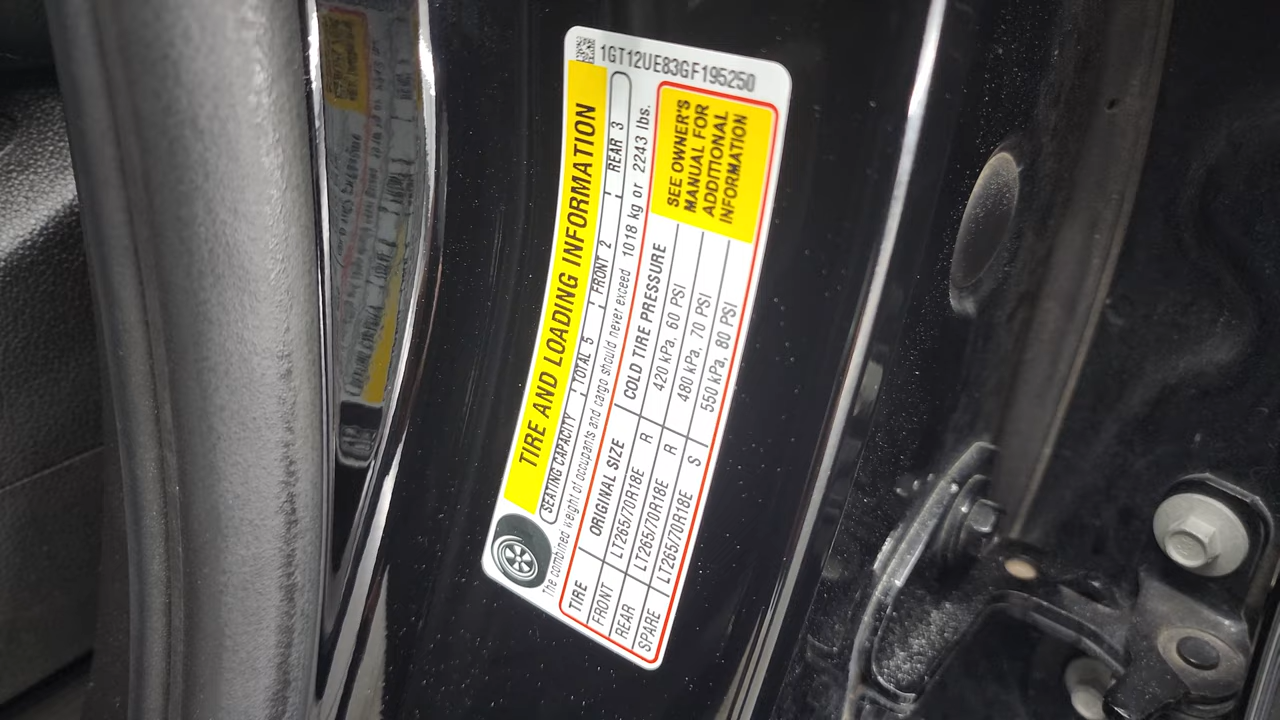 1GT12UE83GF195250
TIRE AND LOADING INFORMATION
SEATING CAPACITY TOTAL 5 FRONT 2 REAR 3
The combined weight of occupants and cargo should never exceed 1018 kg or 2243 lbs.
TIRE ORIGINAL SIZE COLD TIRE PRESSURE
FRONT LT265/70R18E R 420 kPa, 60 PSI
REAR LT265/70R18E R 480 kPa, 70 PSI
SPARE LT265/70R18E S 550 kPa, 80 PSI
SEE OWNER'S
MANUAL FOR
ADDITIONAL
INFORMATION